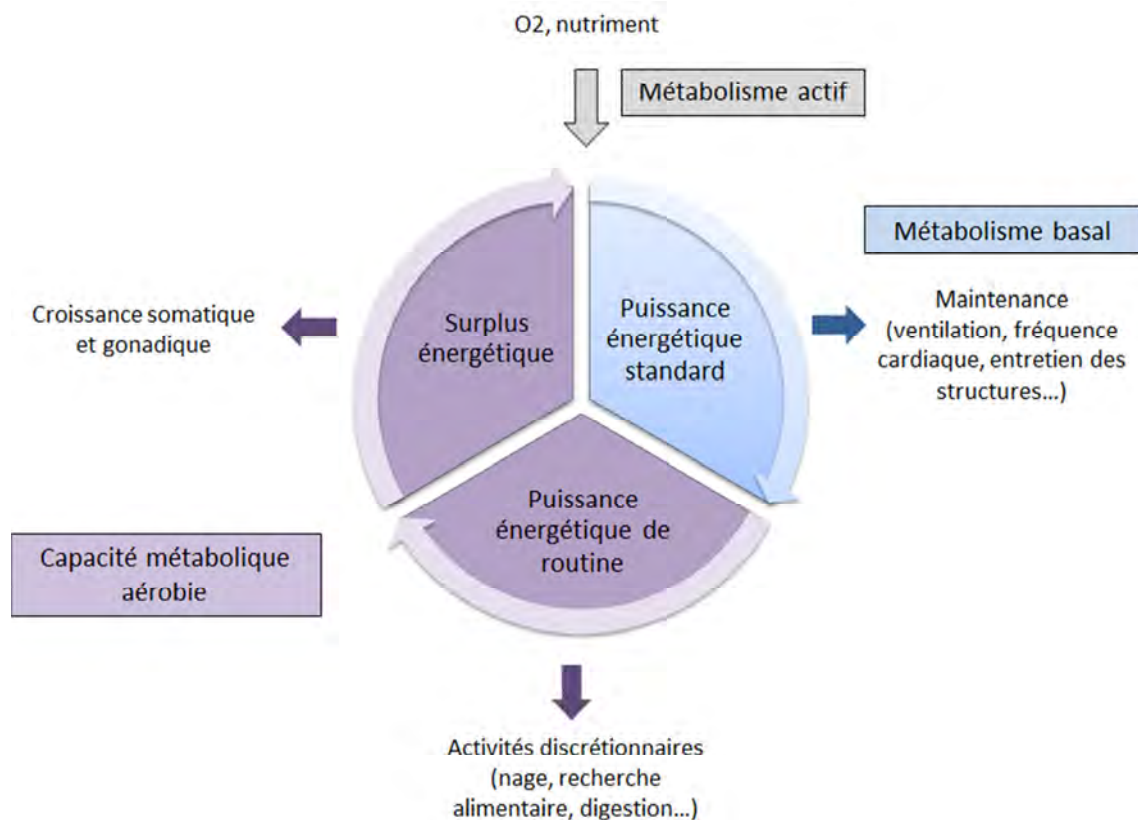 O2, nutriment
Métabolisme actif
Métabolisme basal
Surplus
énergétique
Puissance
énergétique
standard
Croissance somatique
et gonadique
Maintenance
(ventilation, fréquence
cardiaque, entretien des
structures…)
Puissance
énergétique de
routine
Capacité métabolique
aérobie
Activités discrétionnaires
(nage, recherche
alimentaire, digestion…)